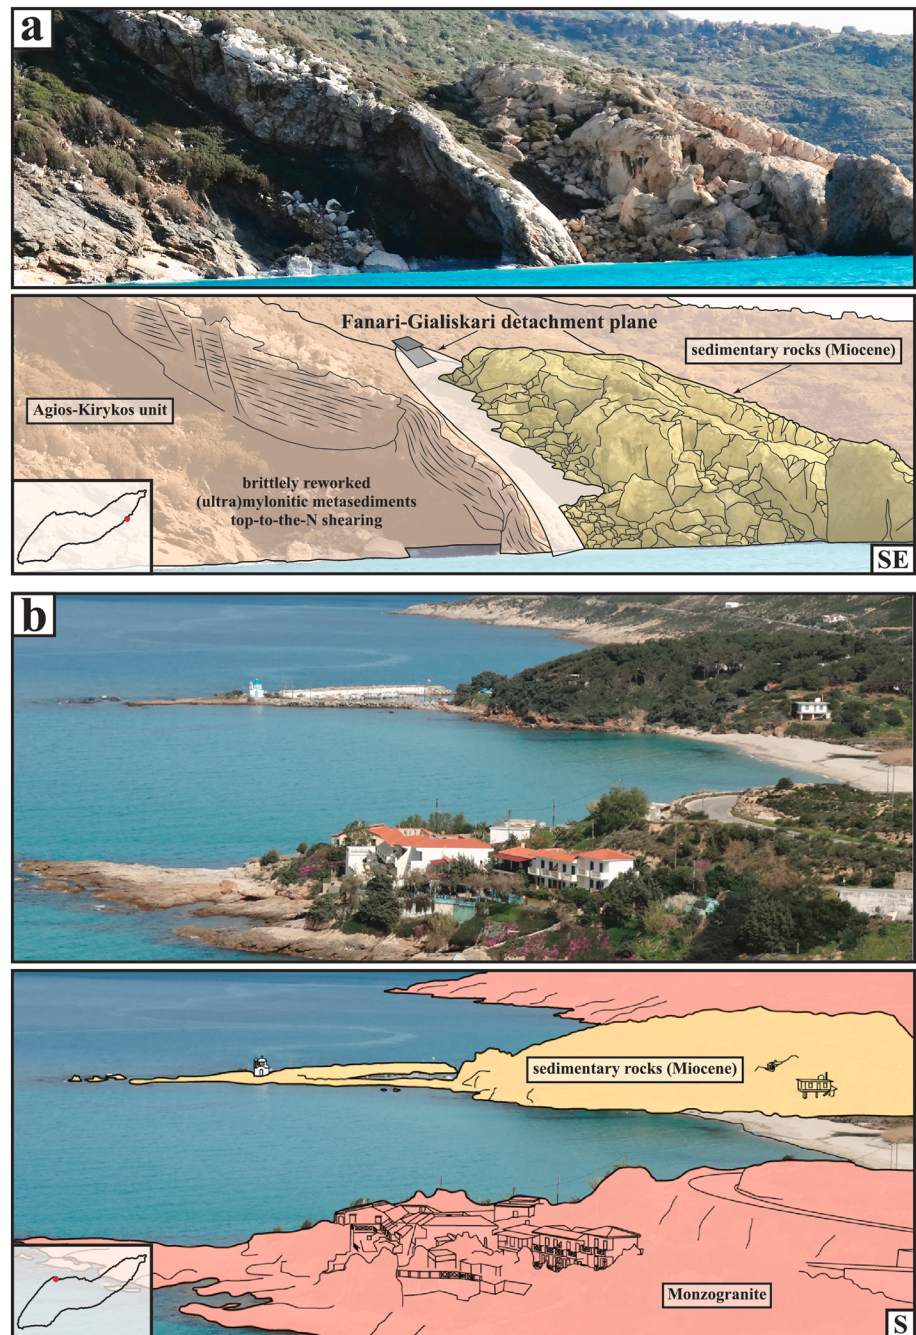 a
Fanari-Gialiskari detachment plane
sedimentary rocks (Miocene)
Agios-Kirykos unit
brittlely reworked
(ultra)mylonitic metasediments
top-to-the-N shearing
SE
b
sedimentary rocks (Miocene)
Monzogranite
S